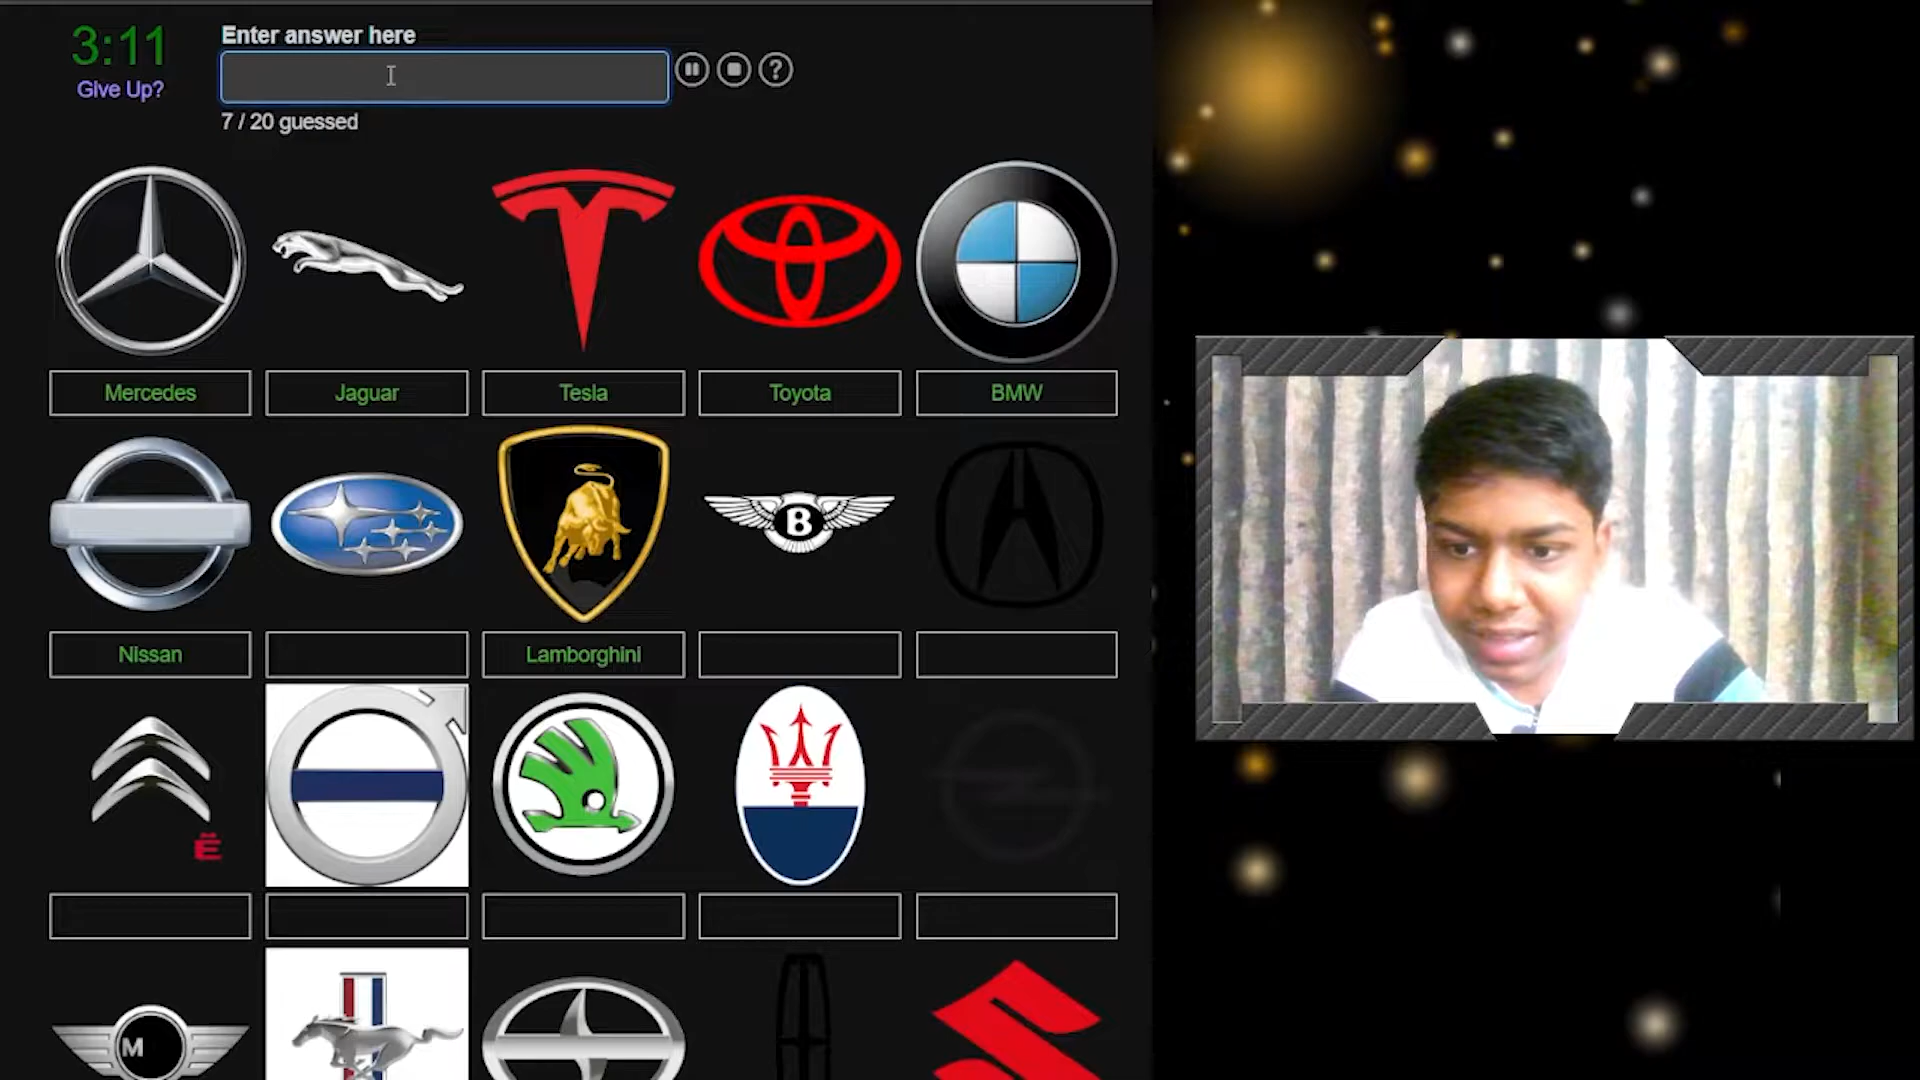 3:11
Give Up?
Enter answer here
7 / 20 guessed
Mercedes
Jaguar
Tesla
Toyota
BMW
B
Nissan
Lamborghini
Ë
M